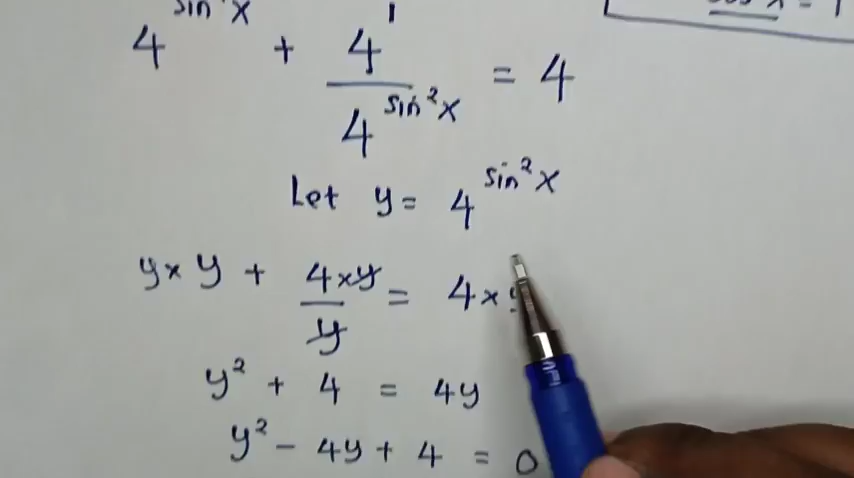 4^sin²x + 4^1/4^sin²x = 4
Let y = 4^sin²x
y×y + 4×y/y = 4×
y² + 4 = 4y
y² - 4y + 4 = 0